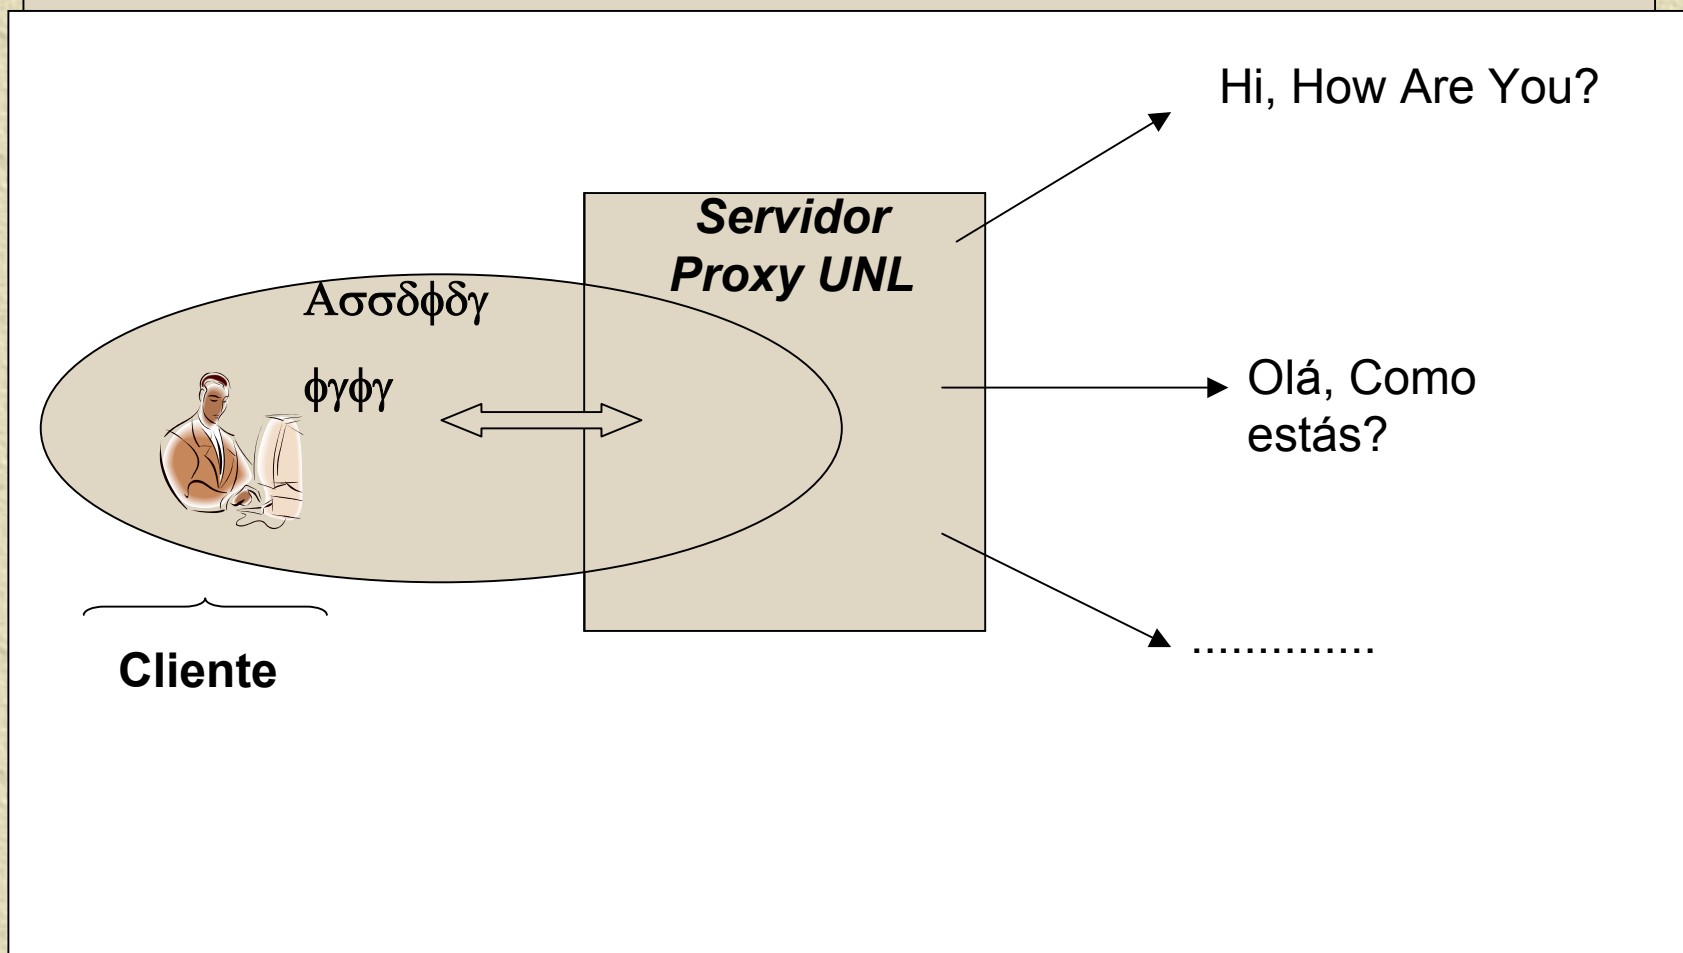 Hi, How Are You?
Servidor
Proxy UNL
Ασσδϕδγ
ϕγϕγ
Olá, Como
estás?
..............
Cliente